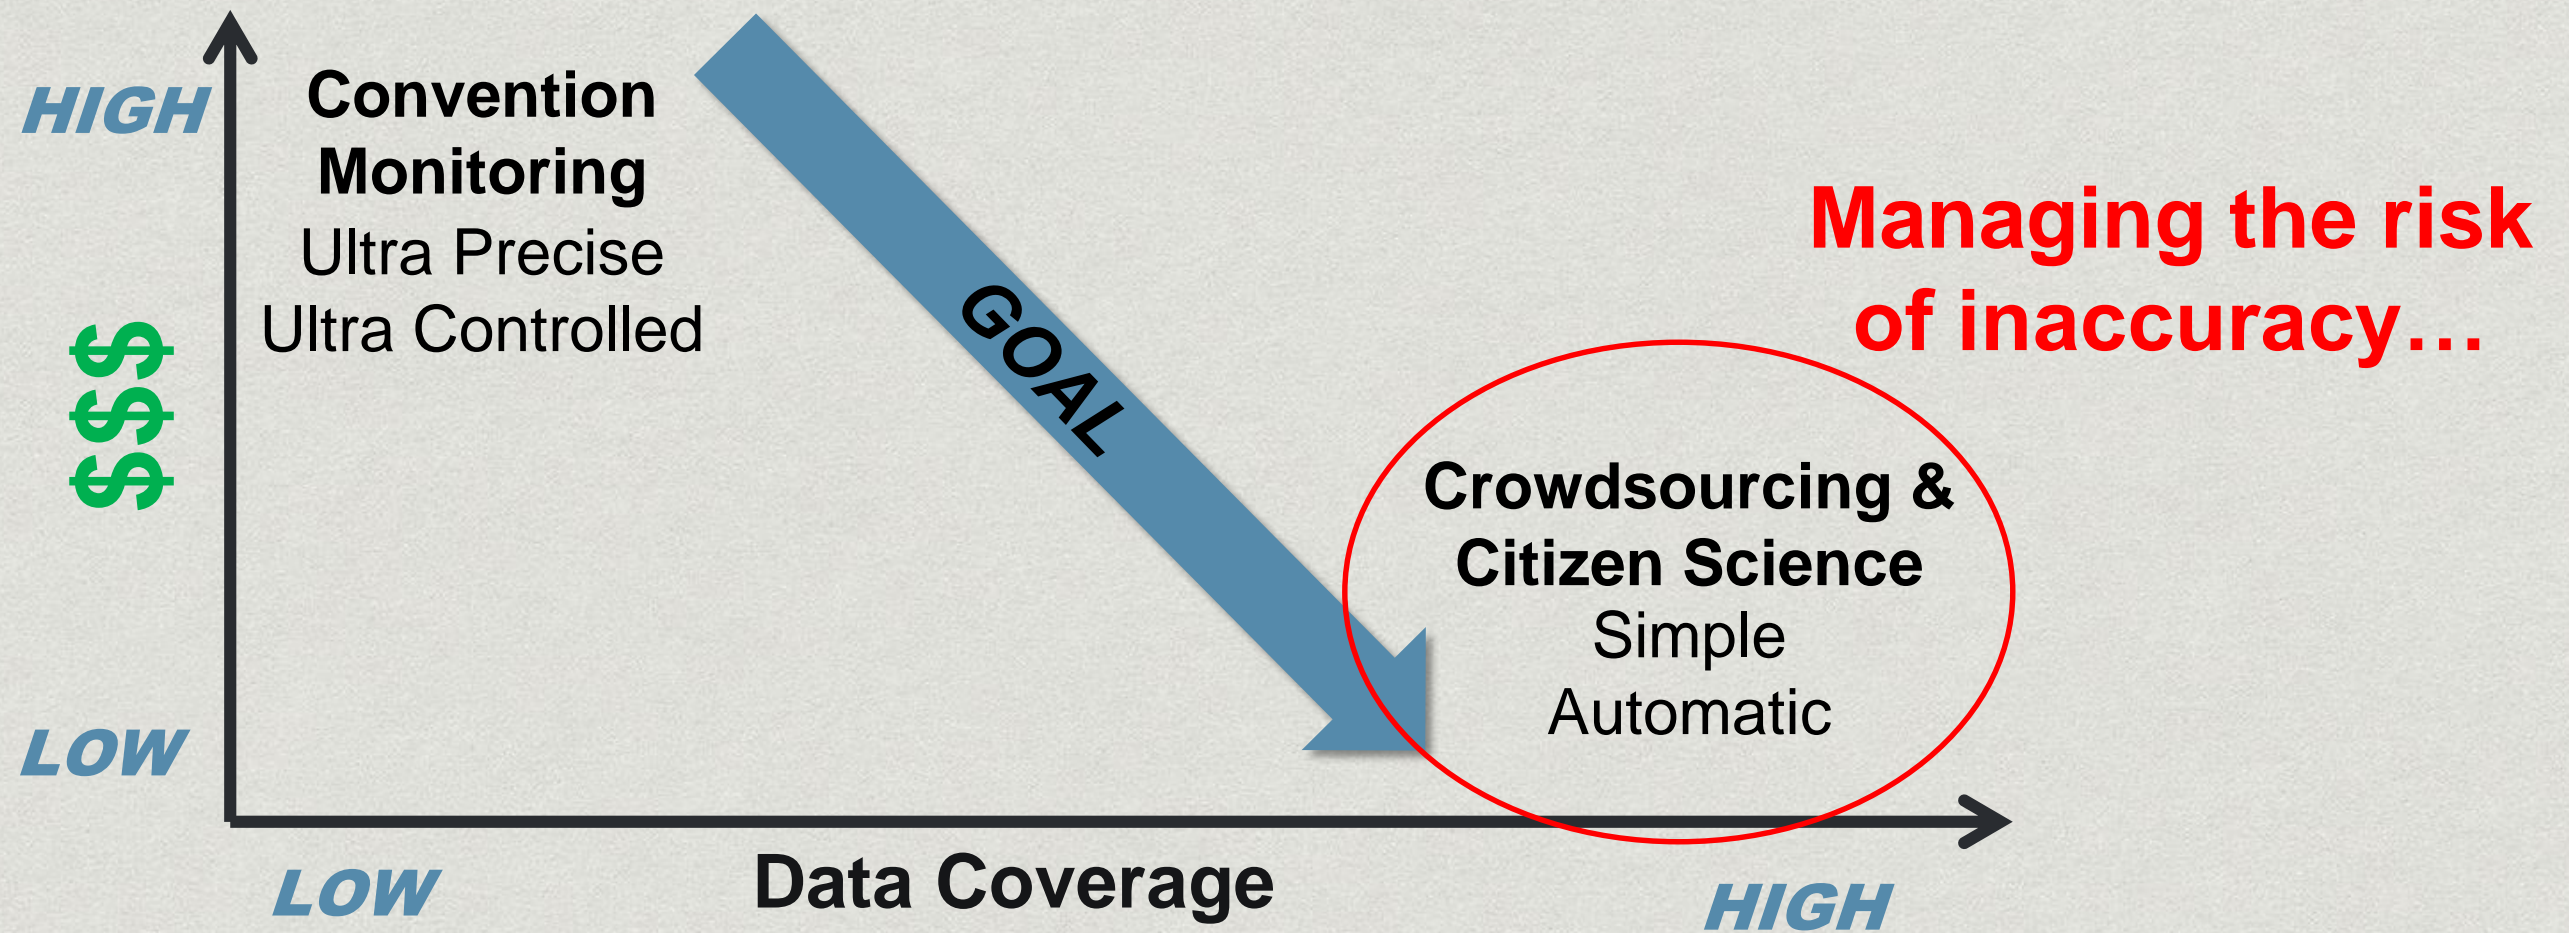 HIGH
Convention
Monitoring
Ultra Precise
Ultra Controlled
$$$
GOAL
Managing the risk
of inaccuracy…
Crowdsourcing &
Citizen Science
Simple
Automatic
LOW
LOW
Data Coverage
HIGH